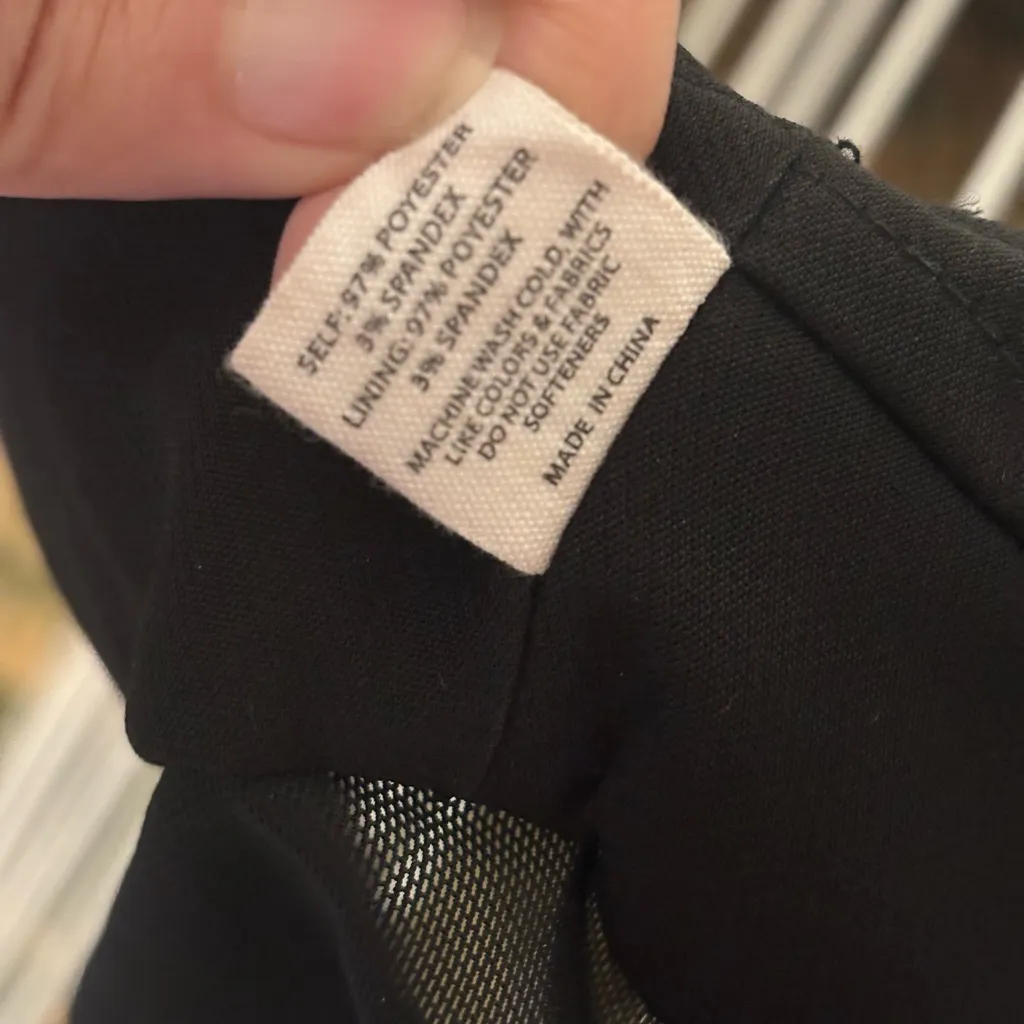 SELF: 97% POYESTER
3% SPANDEX
LINING: 97% POYESTER
3% SPANDEX
MACHINE WASH COLD, WITH
LIKE COLORS & FABRICS
DO NOT USE FABRIC
SOFTENERS
MADE IN CHINA